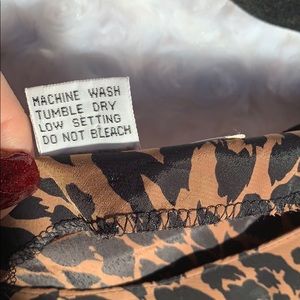 MACHINE WASH
TUMBLE DRY
LOW SETTING
DO NOT BLEACH